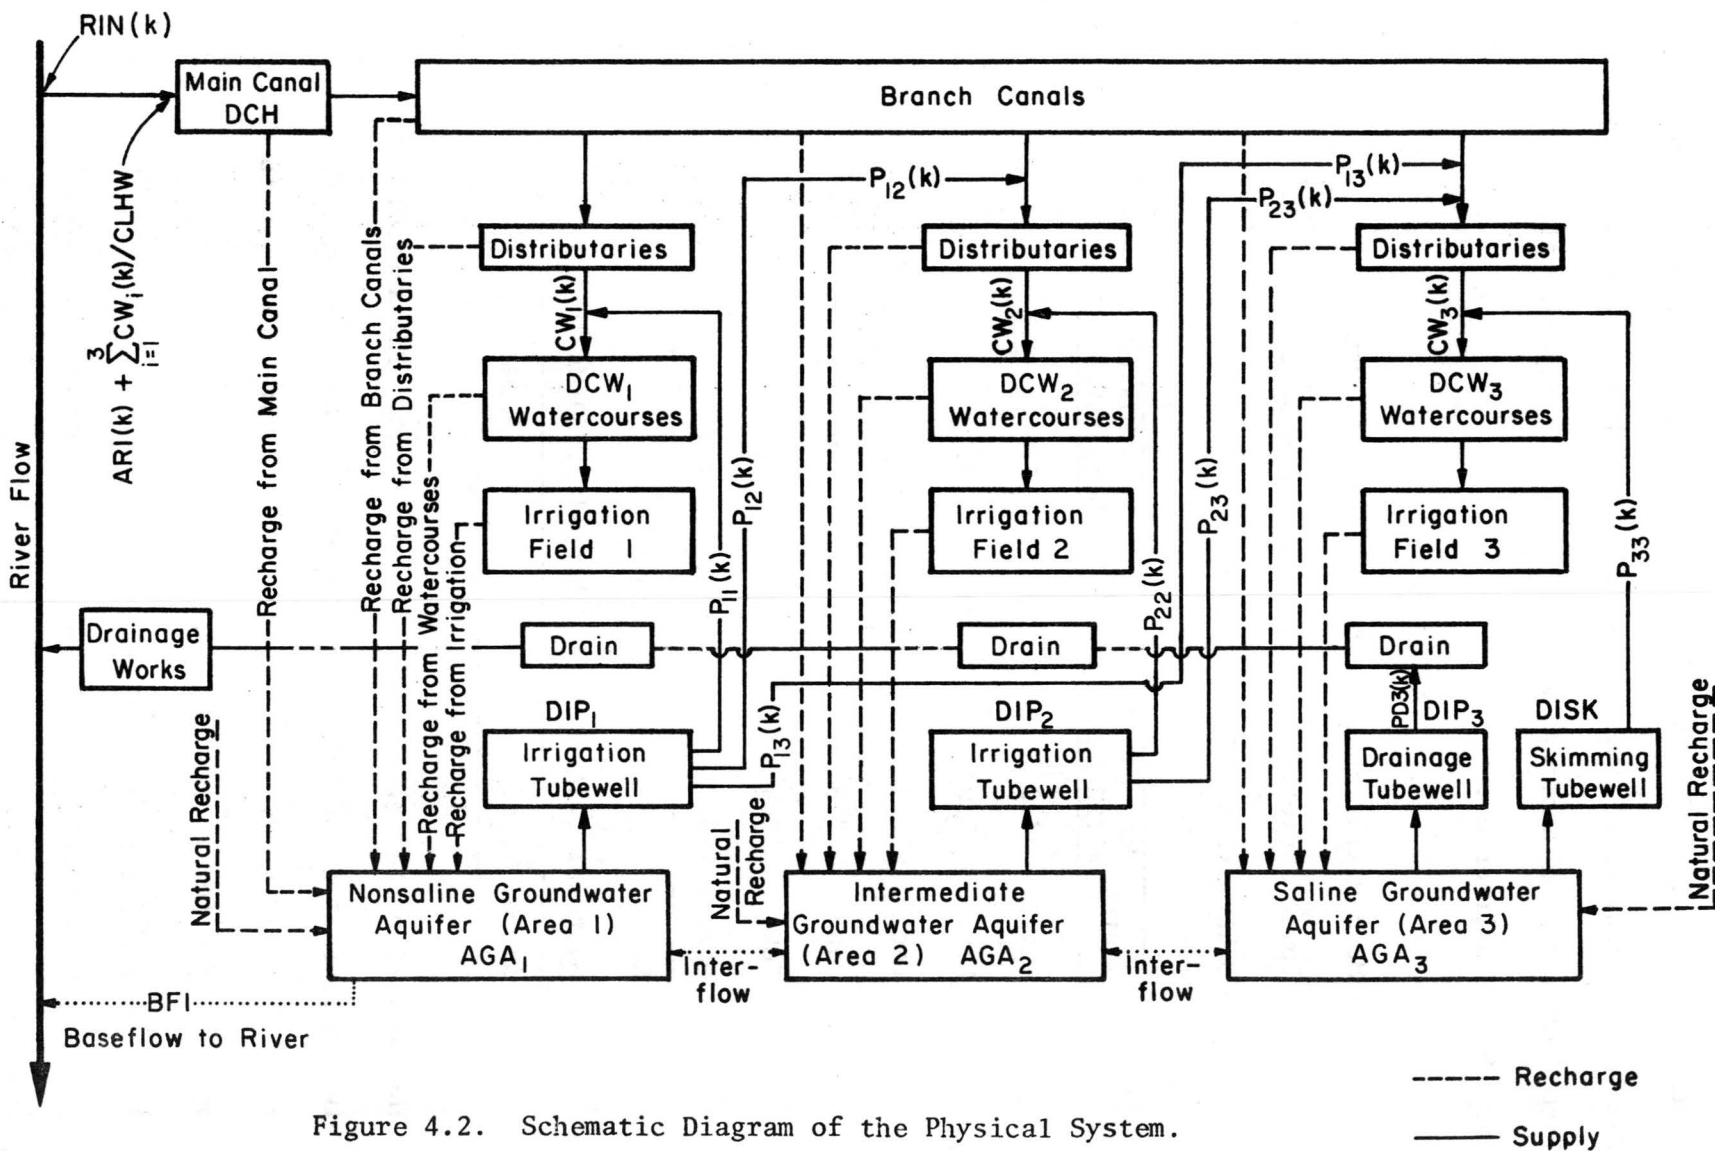 RIN(k)
Main Canal
DCH
Branch Canals
ARI(k) + 3∑i=1 CWi(k)/CLHW
River Flow
Recharge from Main Canal
Recharge from Branch Canals
Recharge from Distributaries
Recharge from Watercourses
Recharge from Irrigation
P12(k)
P13(k)
P23(k)
Distributaries
Distributaries
Distributaries
CW1(k)
CW2(k)
CW3(k)
DCW1
Watercourses
DCW2
Watercourses
DCW3
Watercourses
Irrigation
Field 1
Irrigation
Field 2
Irrigation
Field 3
P11(k)
P12(k)
P22(k)
P23(k)
P33(k)
Drainage
Works
Drain
Drain
Drain
PD3(k)
P13(k)
DIP1
Irrigation
Tubewell
DIP2
Irrigation
Tubewell
DIP3
Drainage
Tubewell
DISK
Skimming
Tubewell
Natural Recharge
Natural
Recharge
Natural Recharge
Nonsaline Groundwater
Aquifer (Area 1)
AGA1
Intermediate
Groundwater Aquifer
(Area 2) AGA2
Saline Groundwater
Aquifer (Area 3)
AGA3
Inter-
flow
Inter-
flow
BFI
Baseflow to River
Recharge
Supply
Figure 4.2. Schematic Diagram of the Physical System.